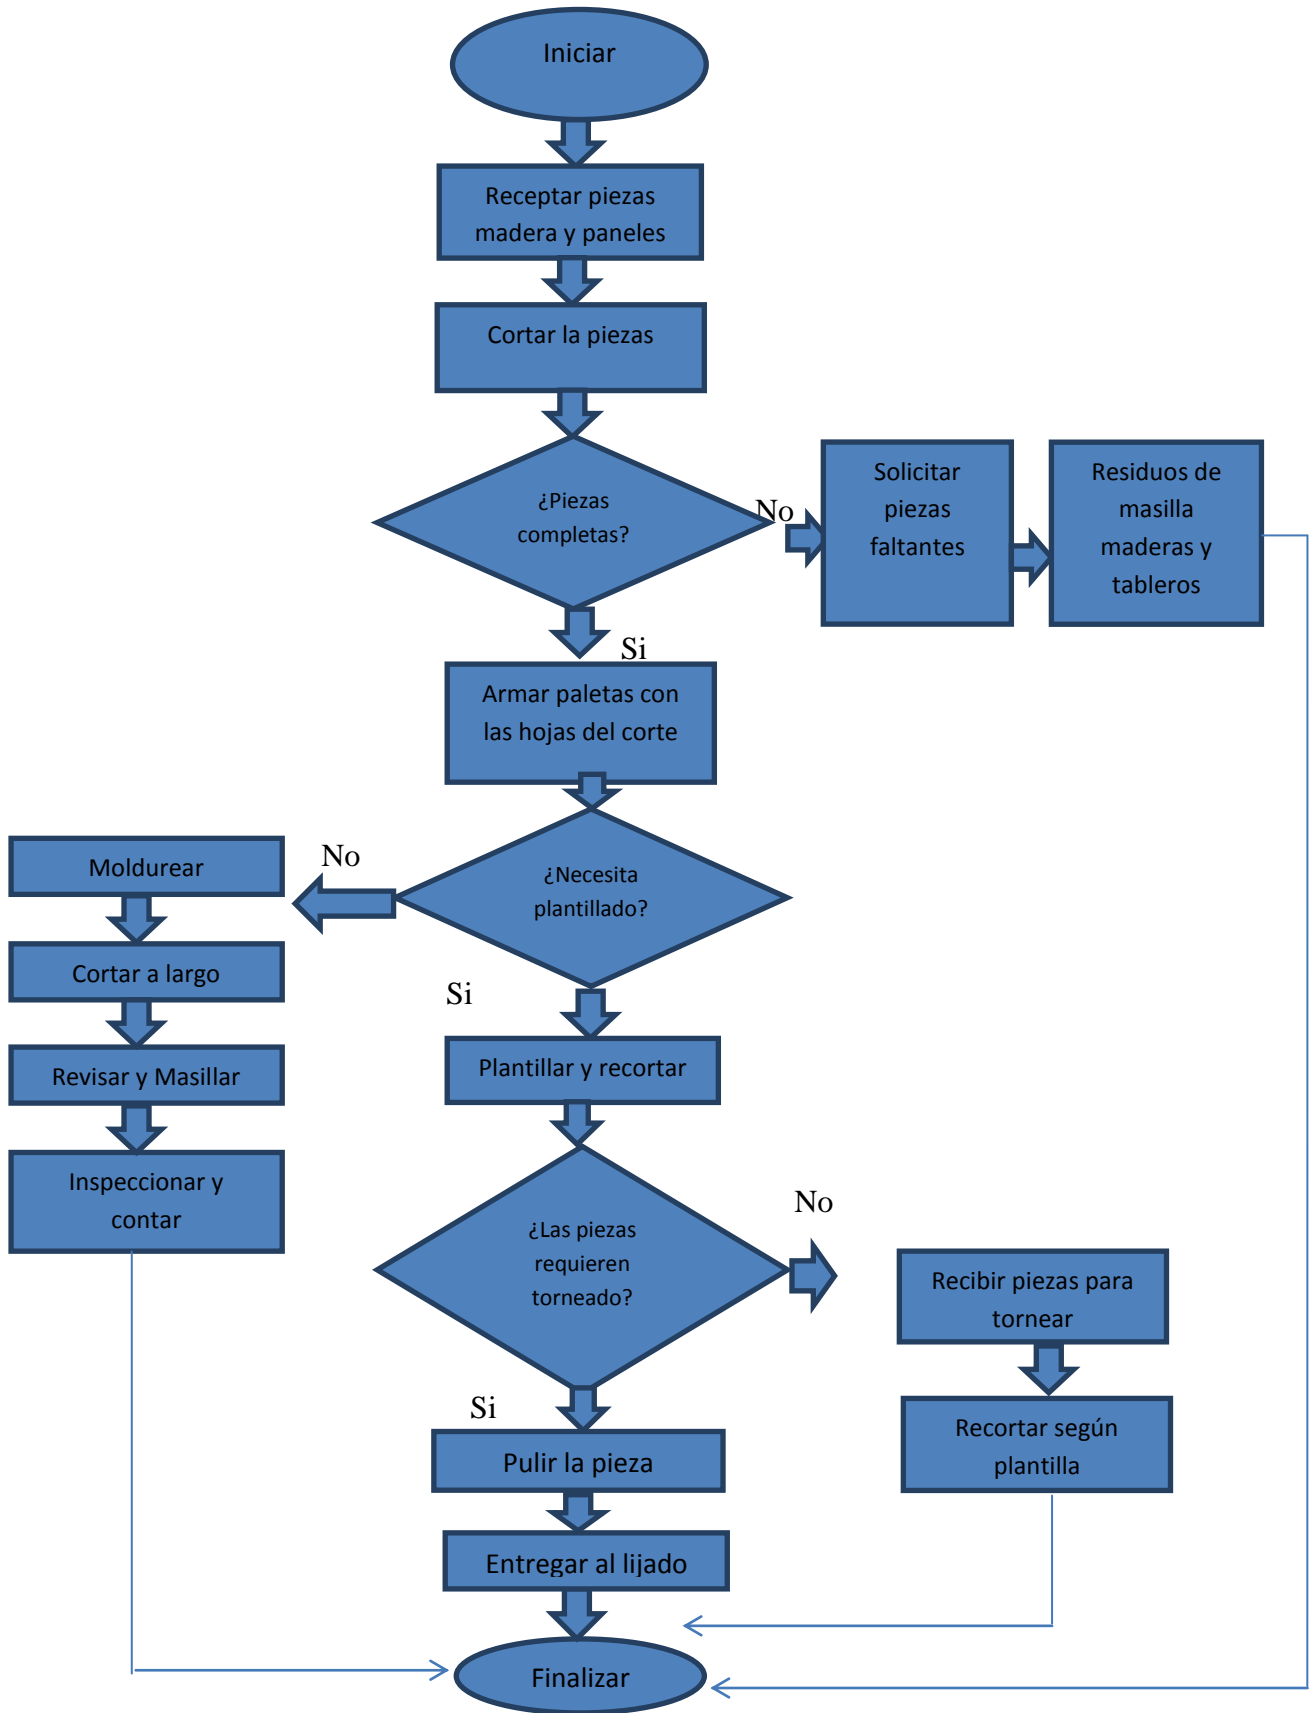 Iniciar
Receptar piezas
madera y paneles
Cortar la piezas
¿Piezas
completas?
No
Solicitar
piezas
faltantes
Residuos de
masilla
maderas y
tableros
Si
Armar paletas con
las hojas del corte
¿Necesita
plantillado?
No
Moldurear
Cortar a largo
Revisar y Masillar
Inspeccionar y
contar
Si
Plantillar y recortar
¿Las piezas
requieren
torneado?
No
Recibir piezas para
tornear
Recortar según
plantilla
Si
Pulir la pieza
Entregar al lijado
Finalizar